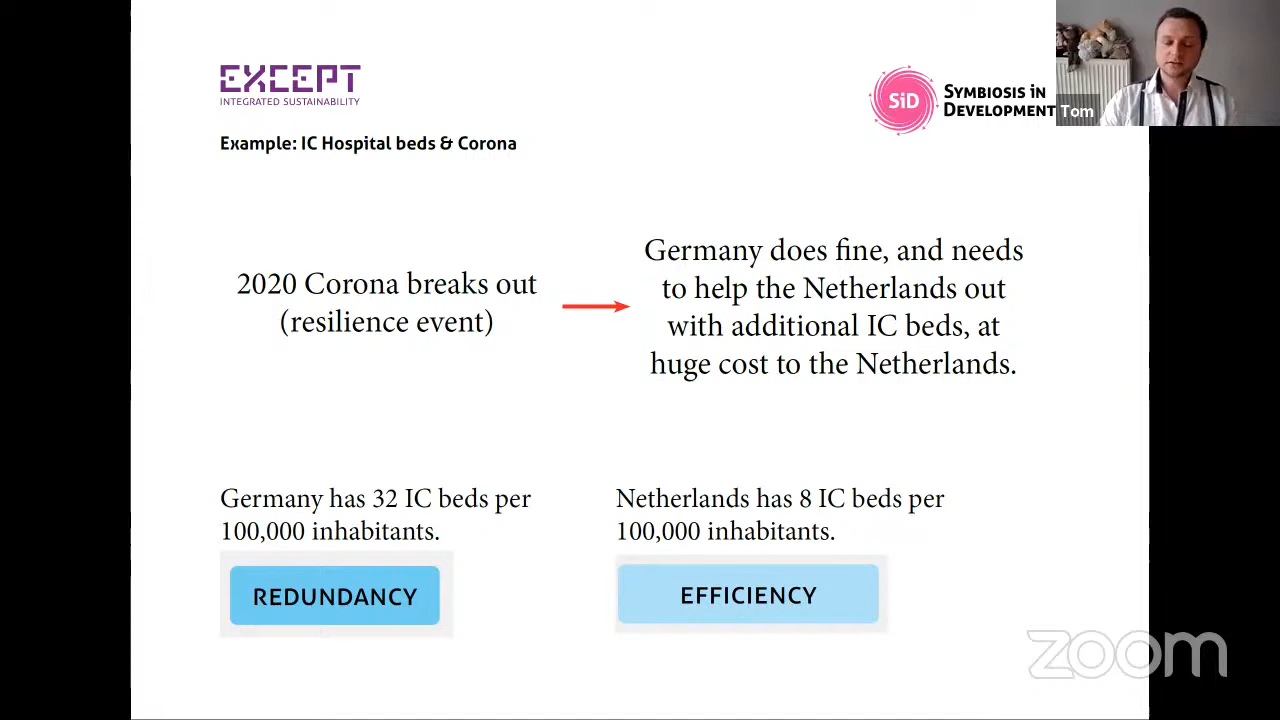 EXCEPT
INTEGRATED SUSTAINABILITY
SiD
SYMBIOSIS IN
DEVELOPMENT
Tom
Example: IC Hospital beds & Corona
2020 Corona breaks out
(resilience event)
Germany does fine, and needs
to help the Netherlands out
with additional IC beds, at
huge cost to the Netherlands.
Germany has 32 IC beds per
100,000 inhabitants.
REDUNDANCY
Netherlands has 8 IC beds per
100,000 inhabitants.
EFFICIENCY
zoom